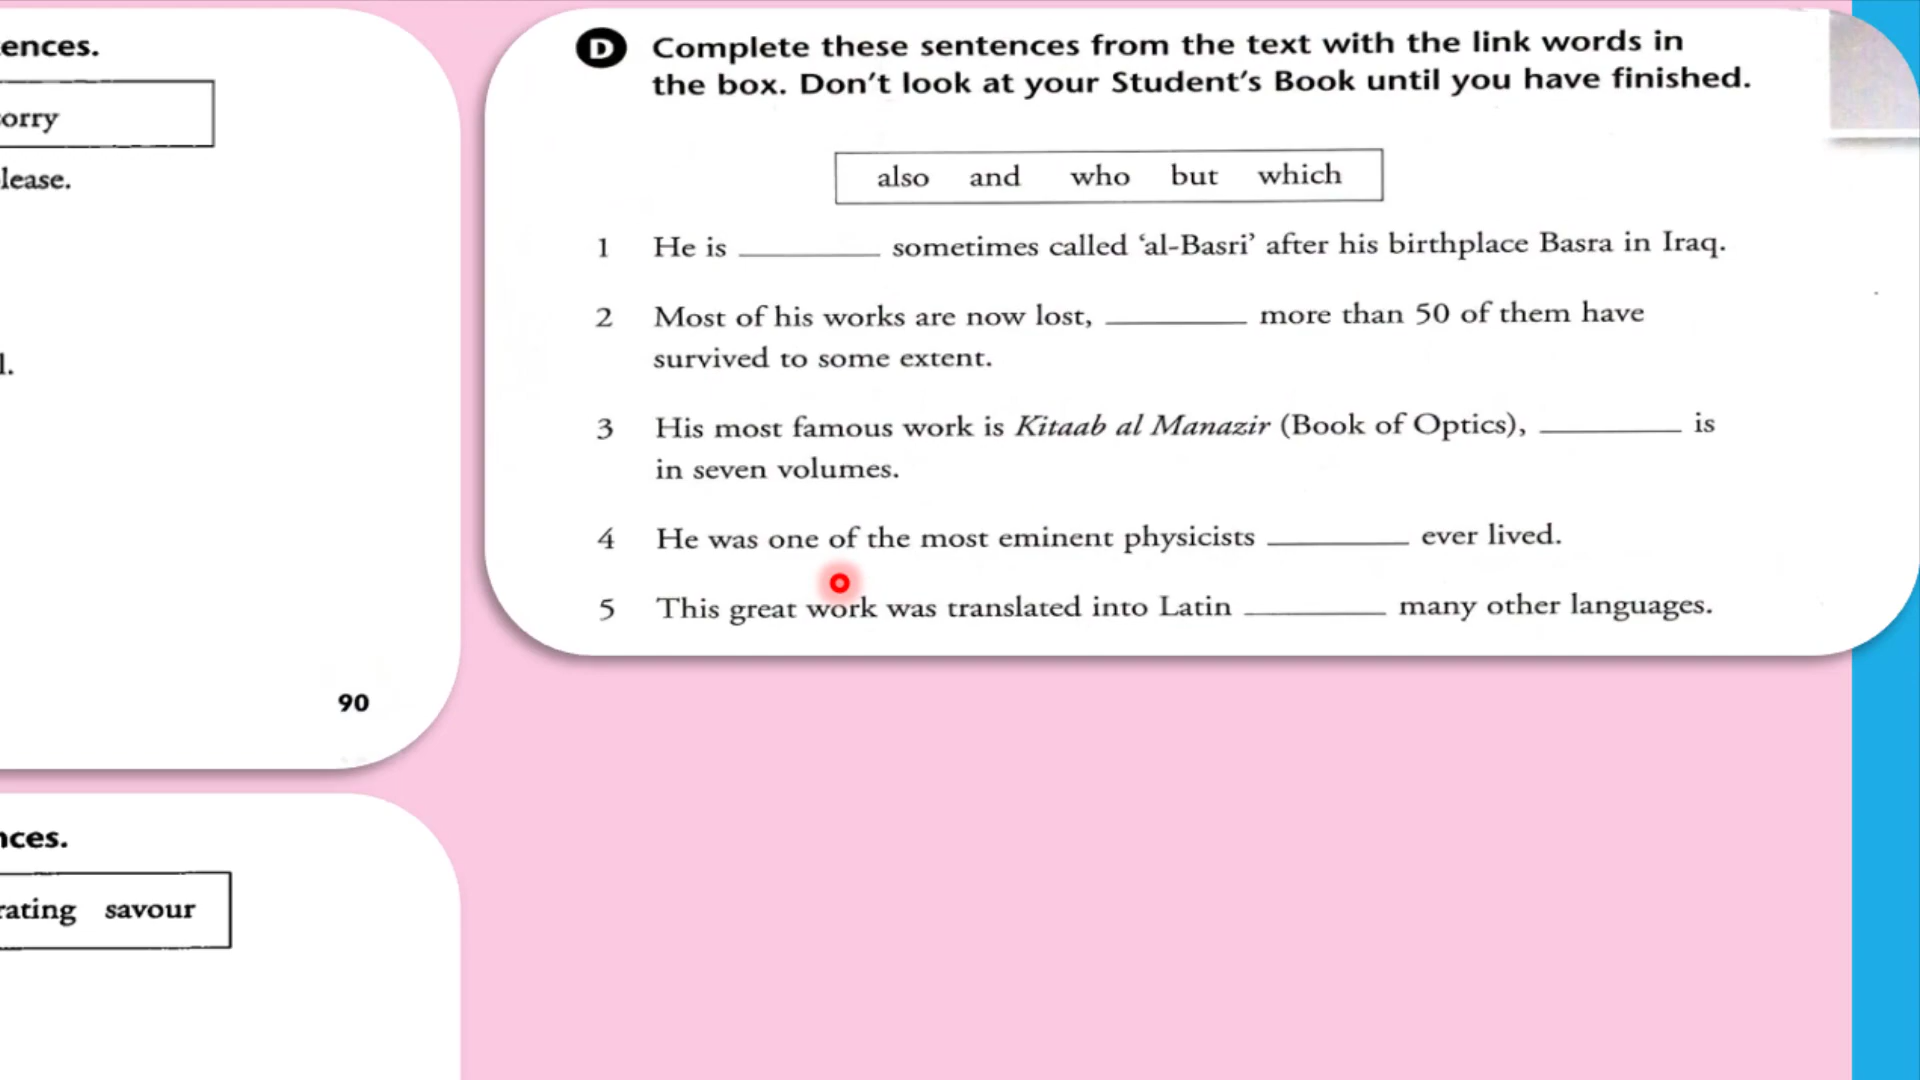 ences.
orry
lease.
l.
90
nces.
rating savour
D Complete these sentences from the text with the link words in
the box. Don't look at your Student's Book until you have finished.
also and who but which
1 He is __________ sometimes called ‘al-Basri’ after his birthplace Basra in Iraq.
2 Most of his works are now lost, __________ more than 50 of them have
survived to some extent.
3 His most famous work is Kitaab al Manazir (Book of Optics), __________ is
in seven volumes.
4 He was one of the most eminent physicists __________ ever lived.
5 This great work was translated into Latin __________ many other languages.